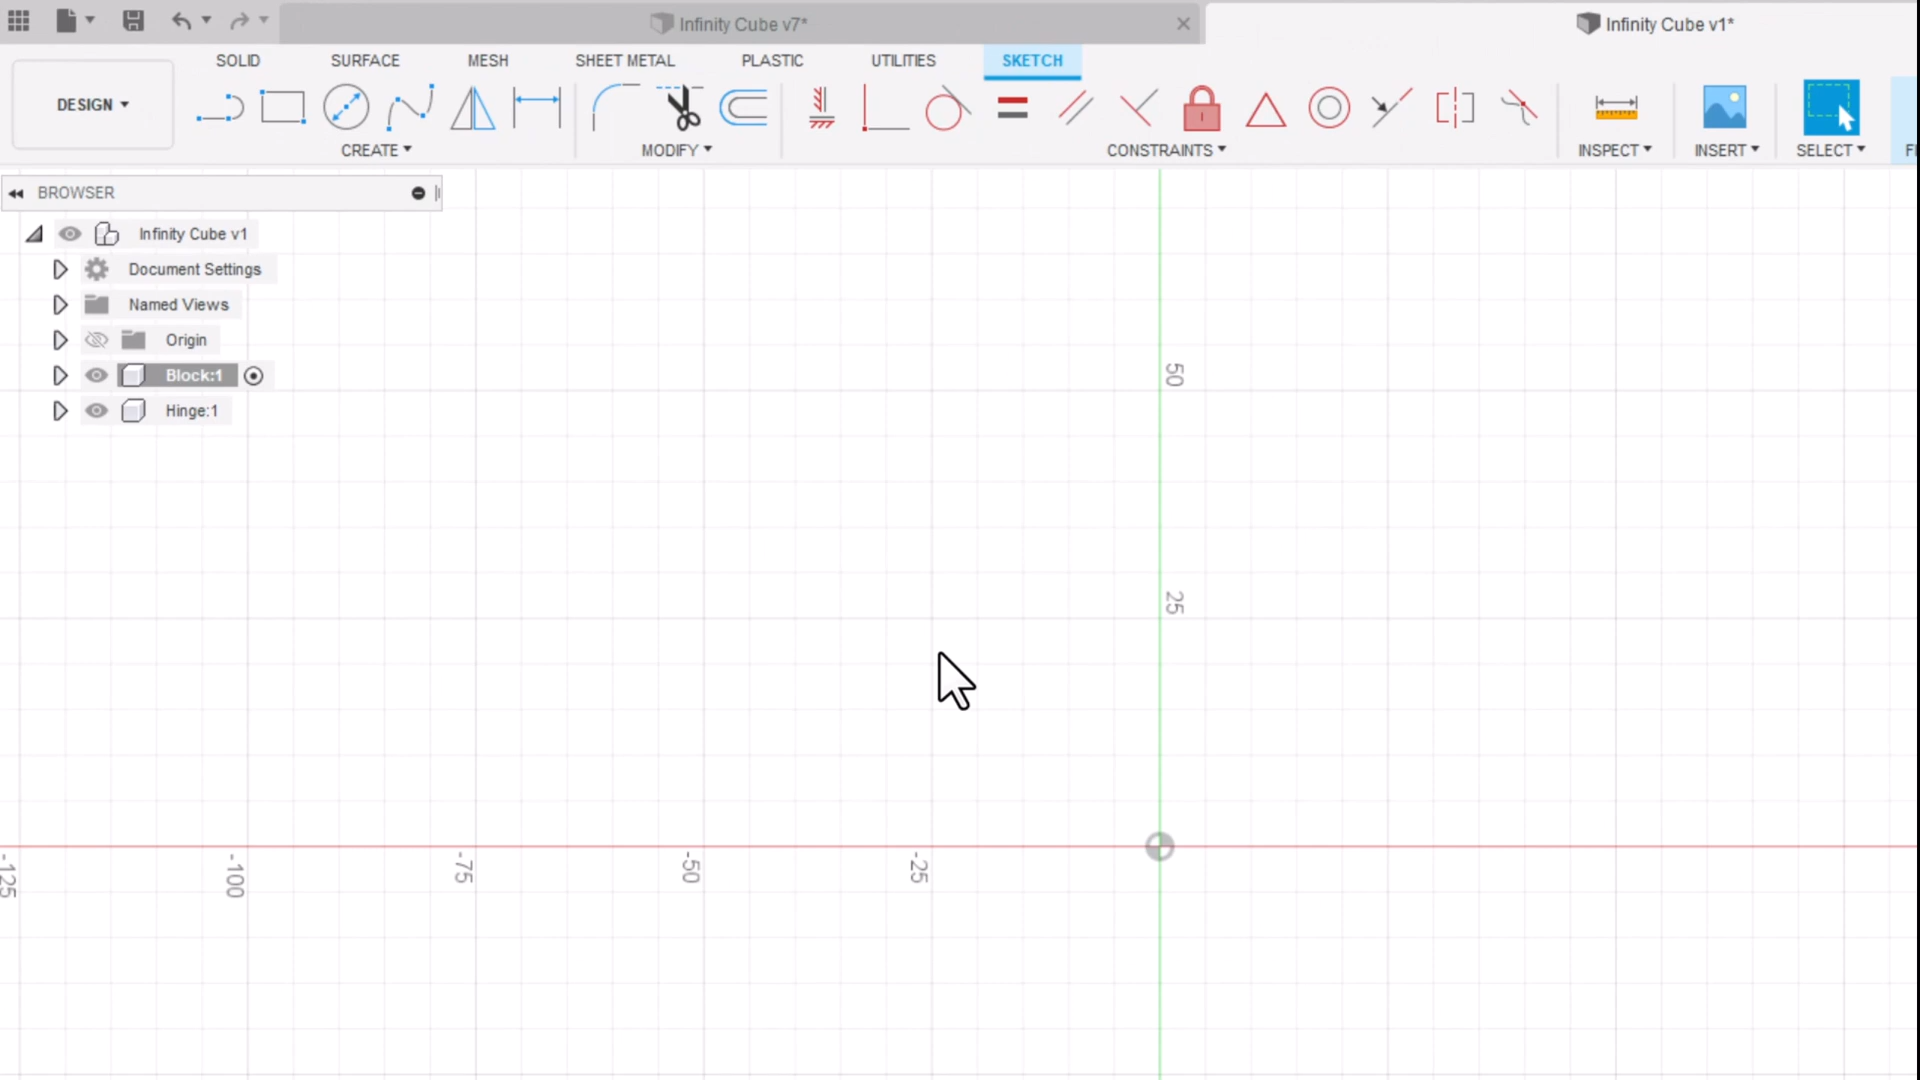 Infinity Cube v7*
Infinity Cube v1*
SOLID SURFACE MESH SHEET METAL PLASTIC UTILITIES SKETCH
DESIGN
CREATE MODIFY CONSTRAINTS INSPECT INSERT SELECT
BROWSER
Infinity Cube v1
Document Settings
Named Views
Origin
Block:1
Hinge:1
50
25
-125
-100
-75
-50
-25